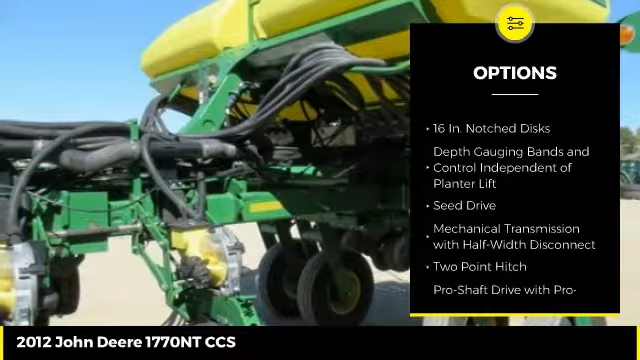 OPTIONS
• 16 In. Notched Disks
Depth Gauging Bands and
• Control Independent of
Planter Lift
• Seed Drive
Mechanical Transmission
• with Half-Width Disconnect
• Two Point Hitch
Pro-Shaft Drive with Pro-
2012 John Deere 1770NT CCS